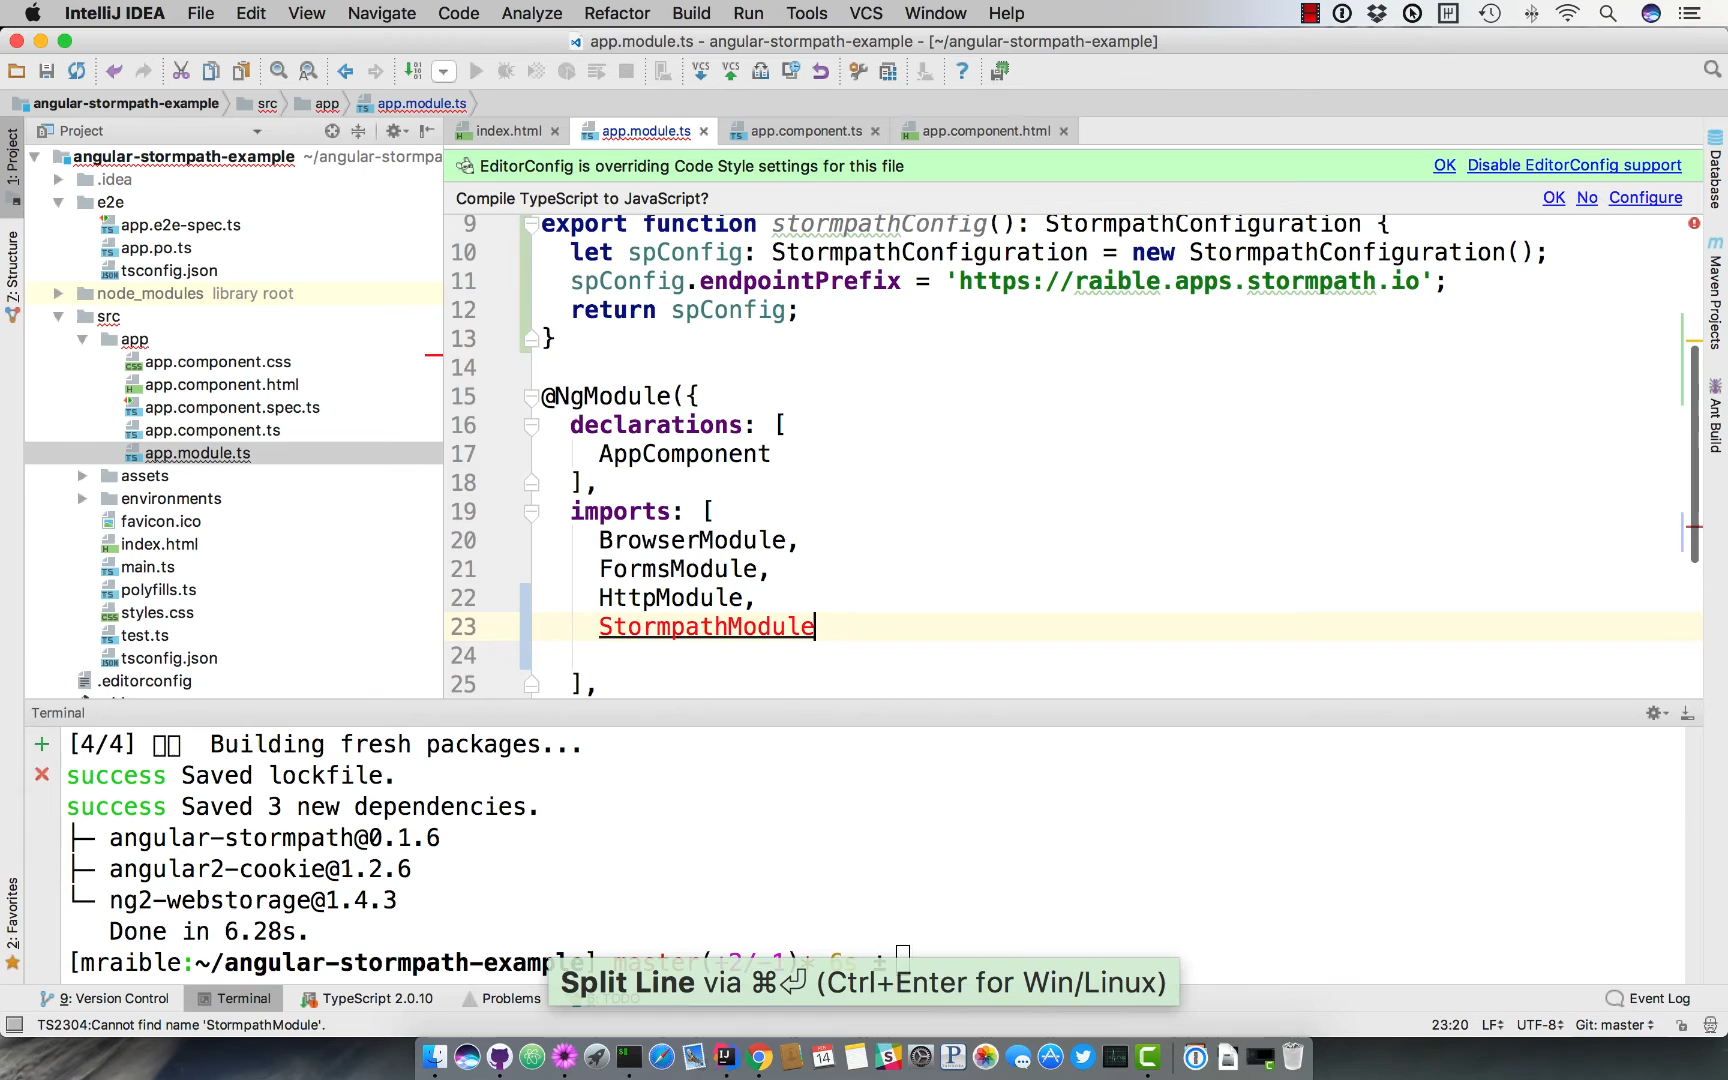 IntelliJ IDEA File Edit View Navigate Code Analyze Refactor Build Run Tools VCS Window Help
app.module.ts - angular-stormpath-example - [~/angular-stormpath-example]
VCS VCS
angular-stormpath-example src app app.module.ts
Project
index.html app.module.ts app.component.ts app.component.html
1: Project
7: Structure
2: Favorites
angular-stormpath-example ~/angular-stormpa
.idea
e2e
app.e2e-spec.ts
app.po.ts
tsconfig.json
node_modules library root
src
app
app.component.css
app.component.html
app.component.spec.ts
app.component.ts
app.module.ts
assets
environments
favicon.ico
index.html
main.ts
polyfills.ts
styles.css
test.ts
tsconfig.json
.editorconfig
EditorConfig is overriding Code Style settings for this file OK Disable EditorConfig support
Compile TypeScript to JavaScript? OK No Configure
9 export function stormpathConfig(): StormpathConfiguration {
10 let spConfig: StormpathConfiguration = new StormpathConfiguration();
11 spConfig.endpointPrefix = 'https://raible.apps.stormpath.io';
12 return spConfig;
13 }
14
15 @NgModule({
16 declarations: [
17 AppComponent
18 ],
19 imports: [
20 BrowserModule,
21 FormsModule,
22 HttpModule,
23 StormpathModule
24
25 ],
Database
Maven Projects
Ant Build
Terminal
[4/4] Building fresh packages...
success Saved lockfile.
success Saved 3 new dependencies.
├─ angular-stormpath@0.1.6
├─ angular2-cookie@1.2.6
└─ ng2-webstorage@1.4.3
Done in 6.28s.
[mraible:~/angular-stormpath-example] master(+2/-1)* 6s ±
Split Line via ⌘⏎ (Ctrl+Enter for Win/Linux)
9: Version Control Terminal TypeScript 2.0.10 Problems TODO Event Log
TS2304:Cannot find name 'StormpathModule'. 23:20 LF÷ UTF-8÷ Git: master÷
14